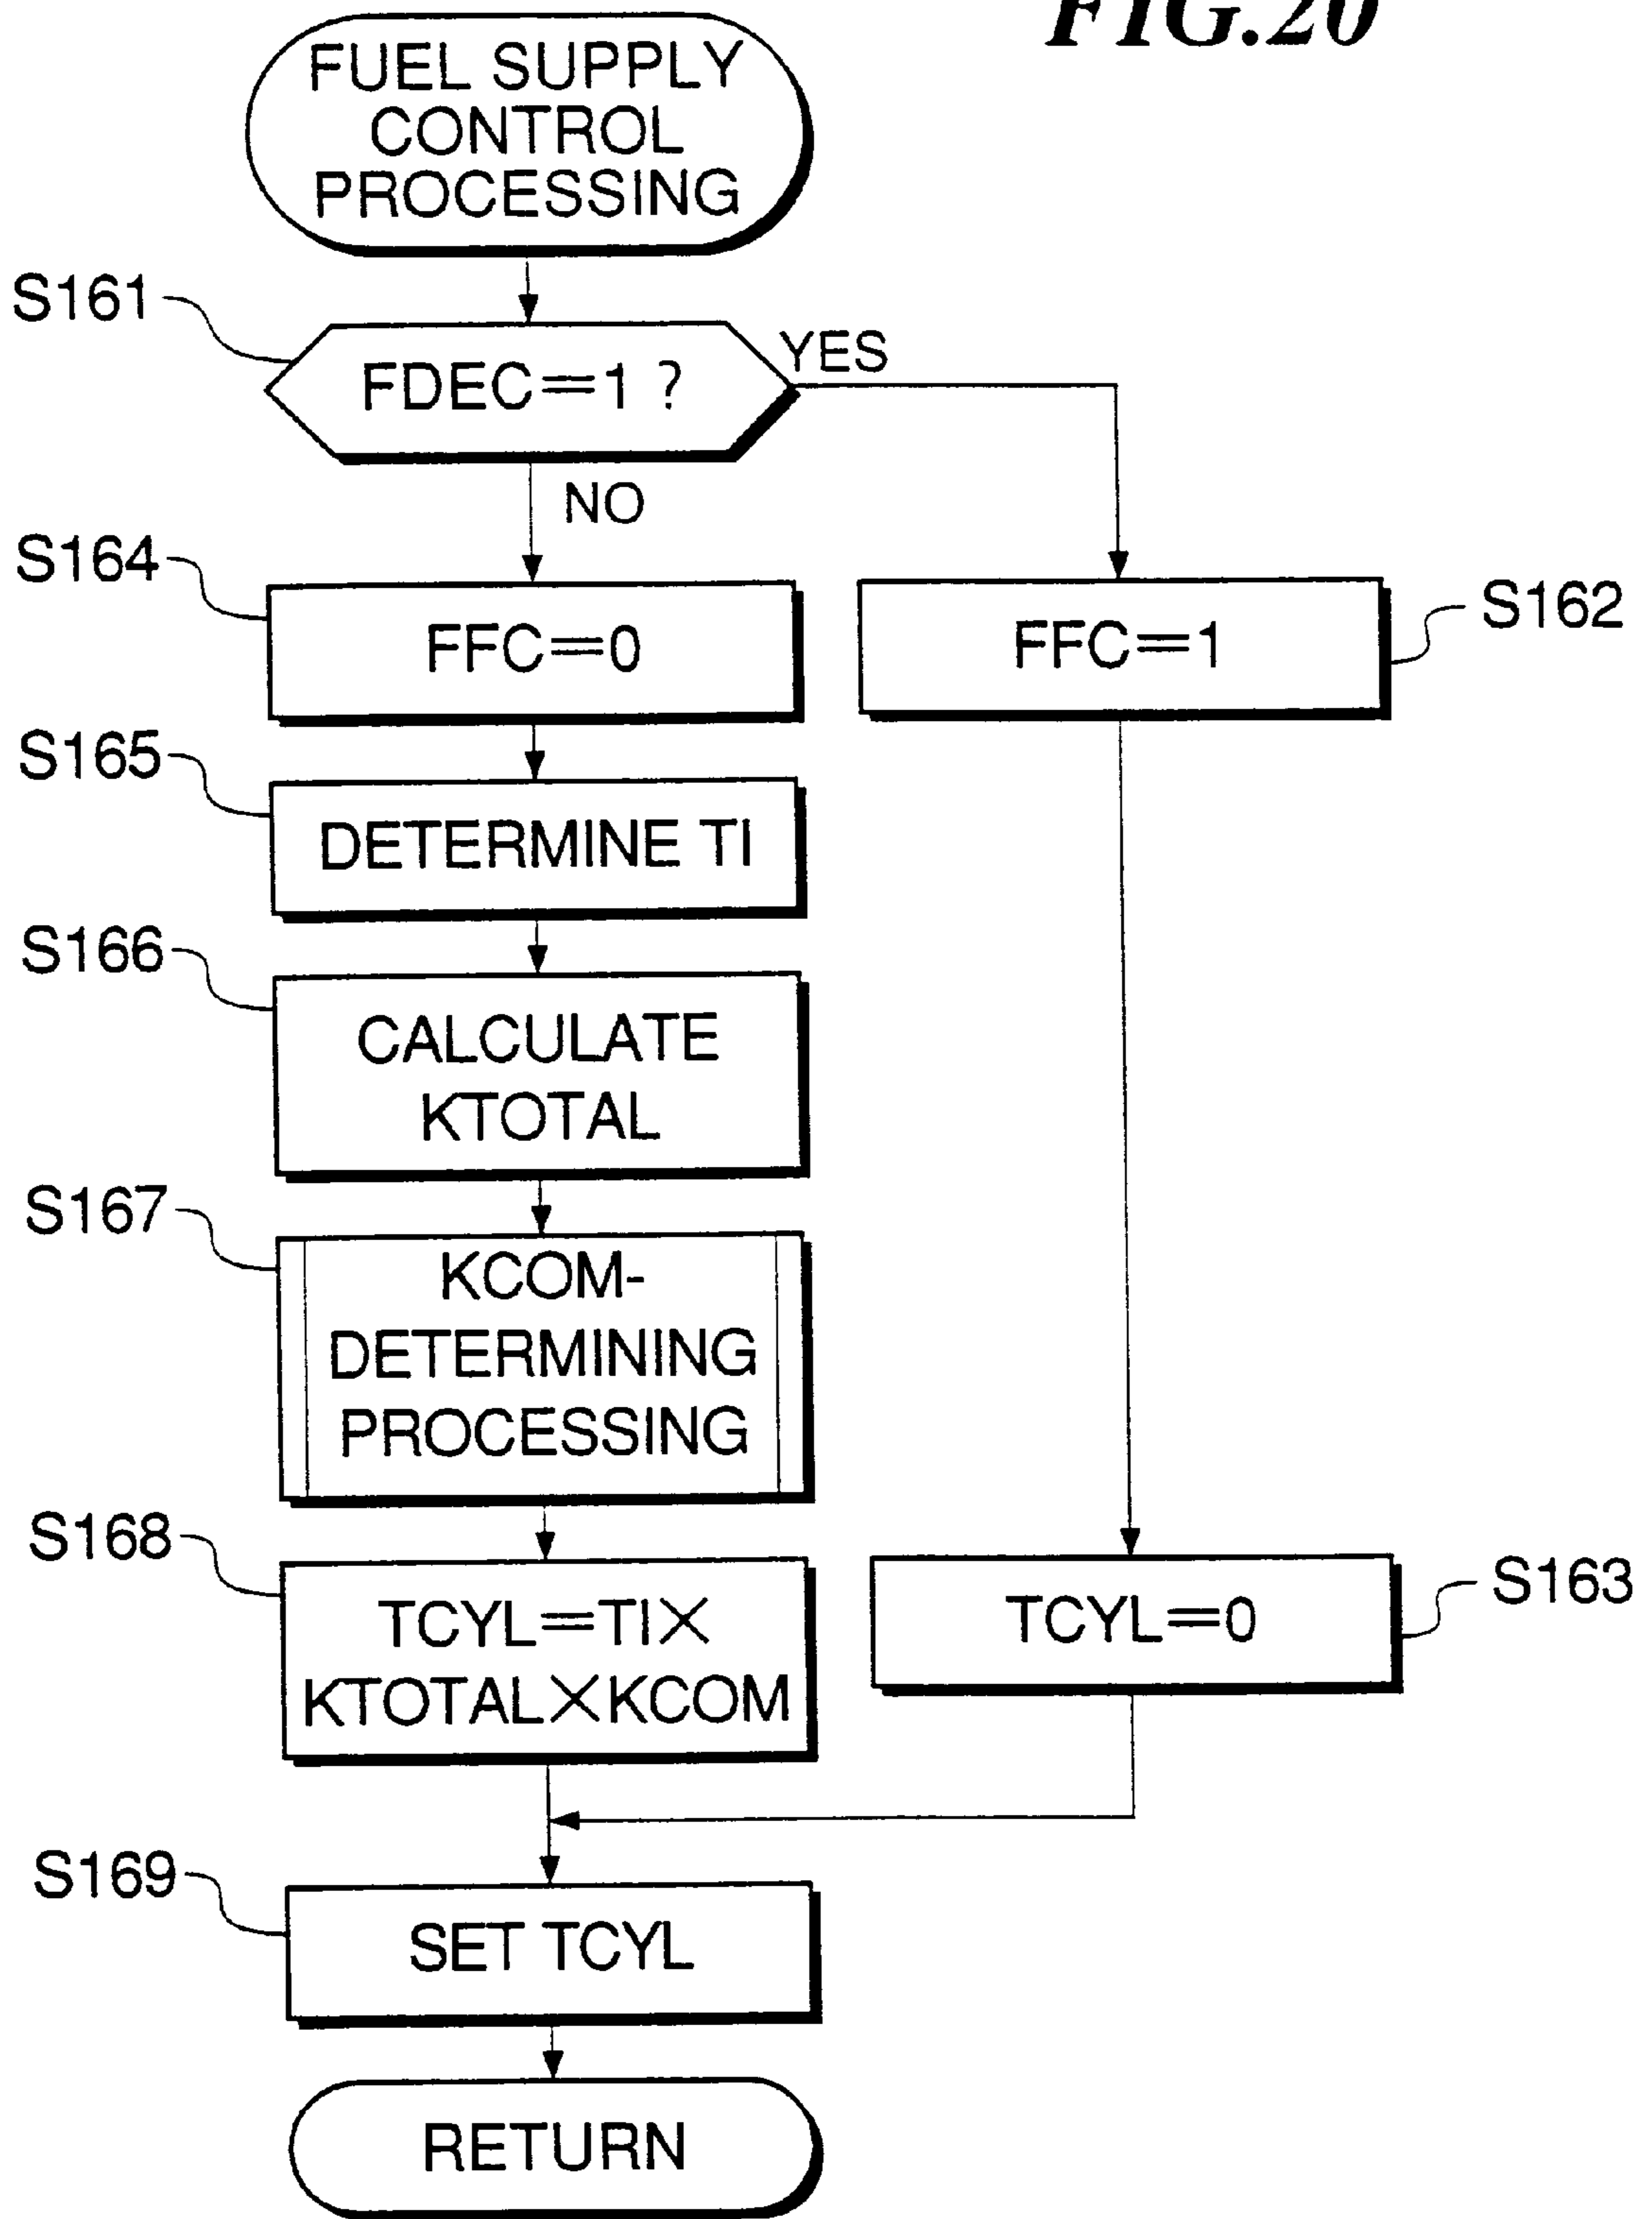 FIG.20
FUEL SUPPLY
CONTROL
PROCESSING
S161
FDEC=1 ?
YES
NO
S164
FFC=0
S162
FFC=1
S165
DETERMINE TI
S166
CALCULATE
KTOTAL
S167
KCOM-
DETERMINING
PROCESSING
S168
TCYL=TI×
KTOTAL×KCOM
S163
TCYL=0
S169
SET TCYL
RETURN